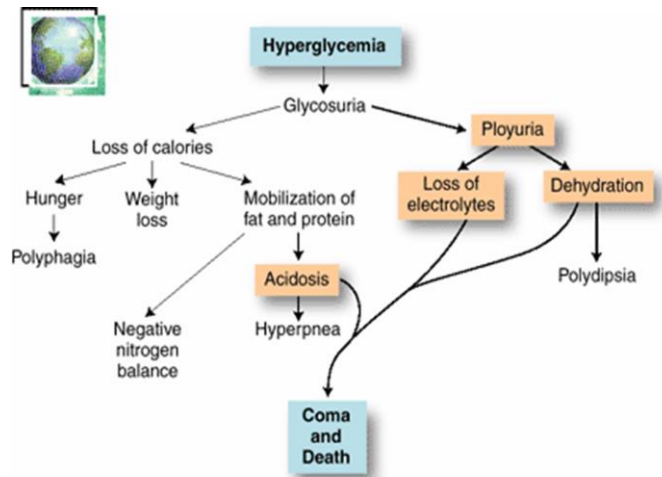 Hyperglycemia
Glycosuria
Ployuria
Loss of calories
Hunger
Weight
loss
Mobilization of
fat and protein
Loss of
electrolytes
Dehydration
Polyphagia
Acidosis
Polydipsia
Negative
nitrogen
balance
Hyperpnea
Coma
and
Death